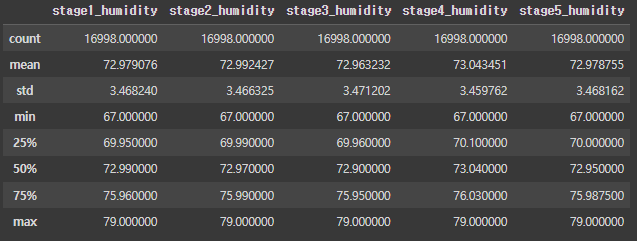 stage1_humidity stage2_humidity stage3_humidity stage4_humidity stage5_humidity
count 16998.000000 16998.000000 16998.000000 16998.000000 16998.000000
mean 72.979076 72.992427 72.963232 73.043451 72.978755
std 3.468240 3.466325 3.471202 3.459762 3.468162
min 67.000000 67.000000 67.000000 67.000000 67.000000
25% 69.950000 69.990000 69.960000 70.100000 70.000000
50% 72.990000 72.970000 72.900000 73.040000 72.950000
75% 75.960000 75.990000 75.950000 76.030000 75.987500
max 79.000000 79.000000 79.000000 79.000000 79.000000